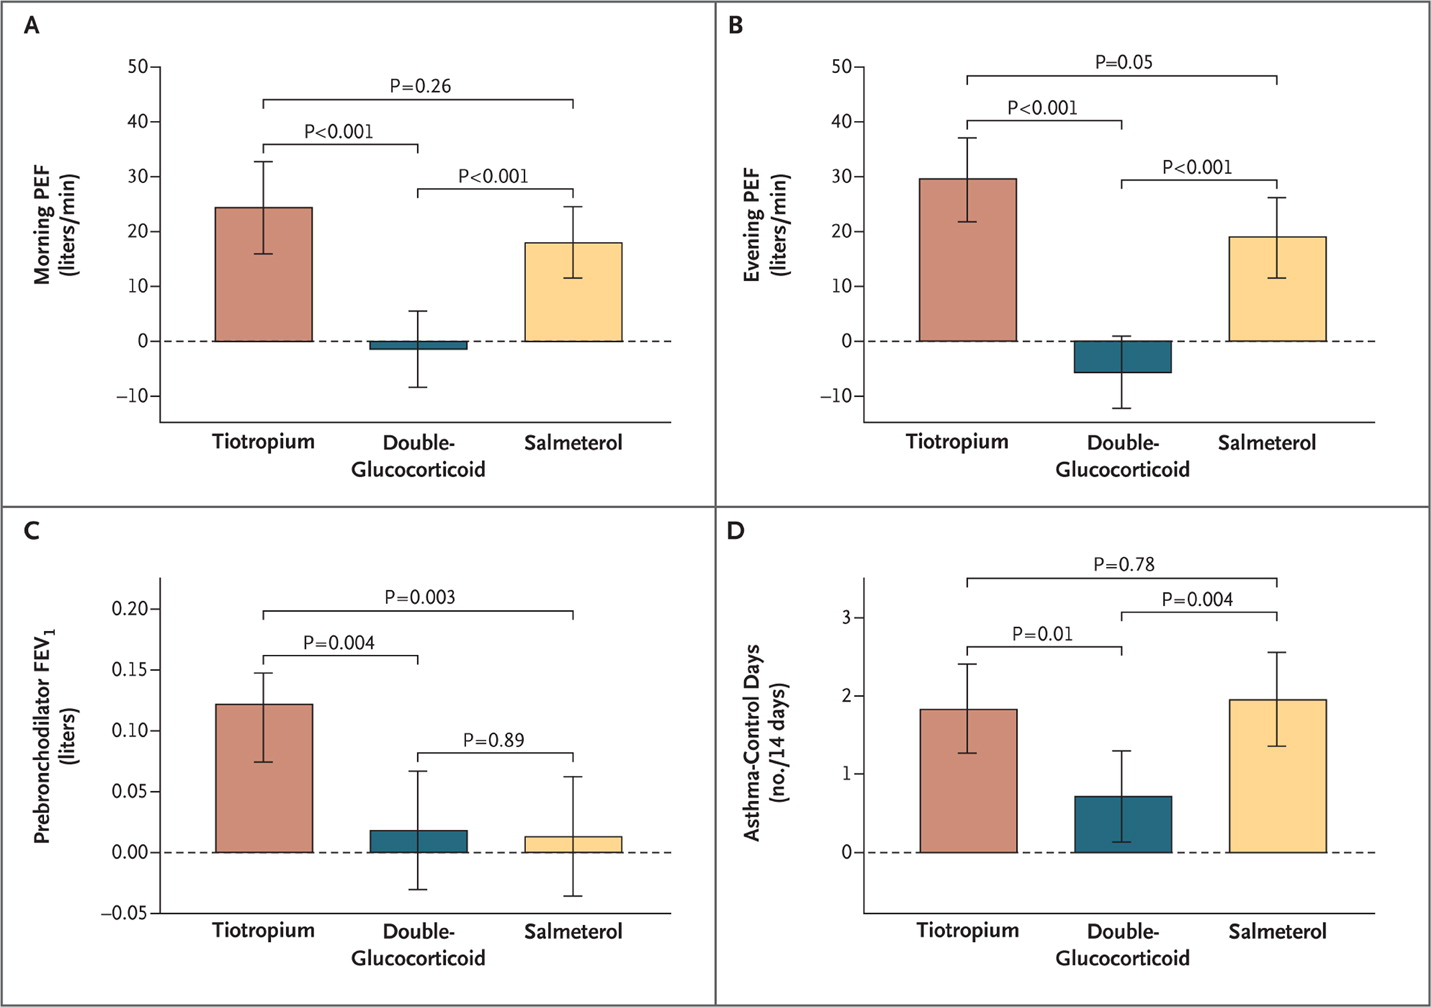 A
Morning PEF
(liters/min)
50
40
30
20
10
0
–10
P=0.26
P<0.001
P<0.001
Tiotropium
Double-
Glucocorticoid
Salmeterol
B
Evening PEF
(liters/min)
50
40
30
20
10
0
–10
P=0.05
P<0.001
P<0.001
Tiotropium
Double-
Glucocorticoid
Salmeterol
C
Prebronchodilator FEV₁
(liters)
0.20
0.15
0.10
0.05
0.00
–0.05
P=0.003
P=0.004
P=0.89
Tiotropium
Double-
Glucocorticoid
Salmeterol
D
Asthma-Control Days
(no./14 days)
3
2
1
0
P=0.78
P=0.004
P=0.01
Tiotropium
Double-
Glucocorticoid
Salmeterol